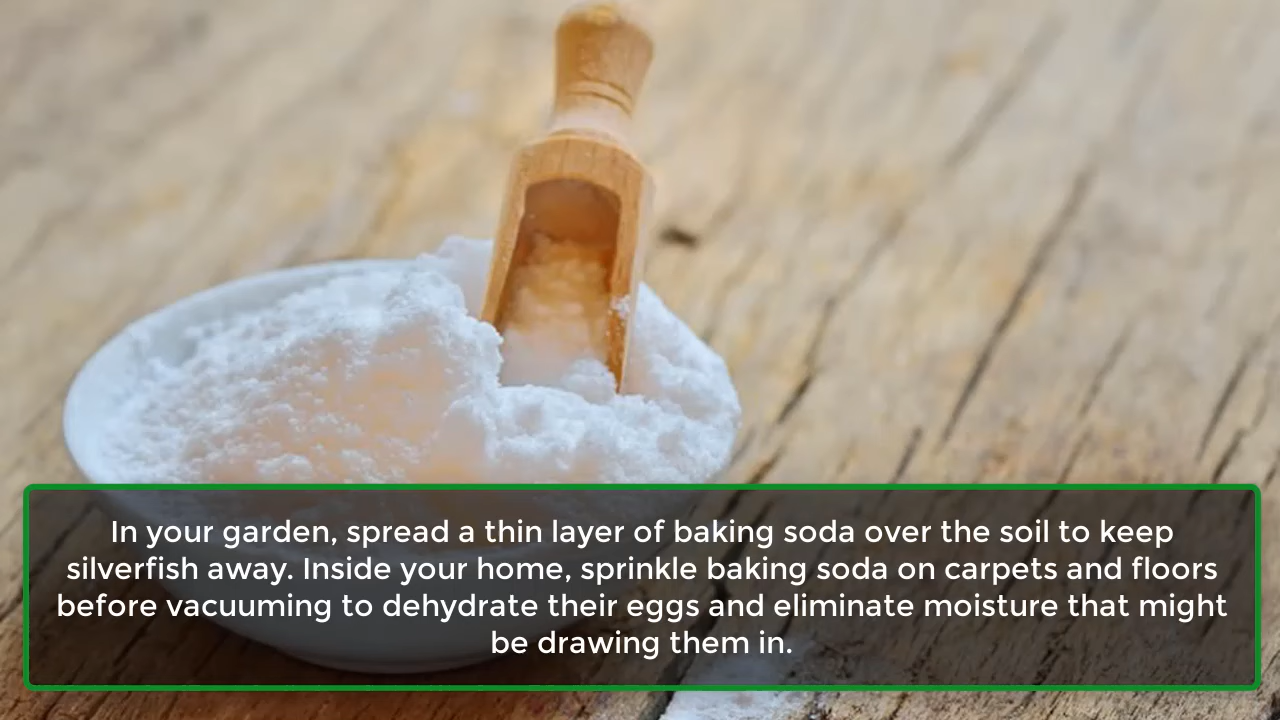 In your garden, spread a thin layer of baking soda over the soil to keep
silverfish away. Inside your home, sprinkle baking soda on carpets and floors
before vacuuming to dehydrate their eggs and eliminate moisture that might
be drawing them in.